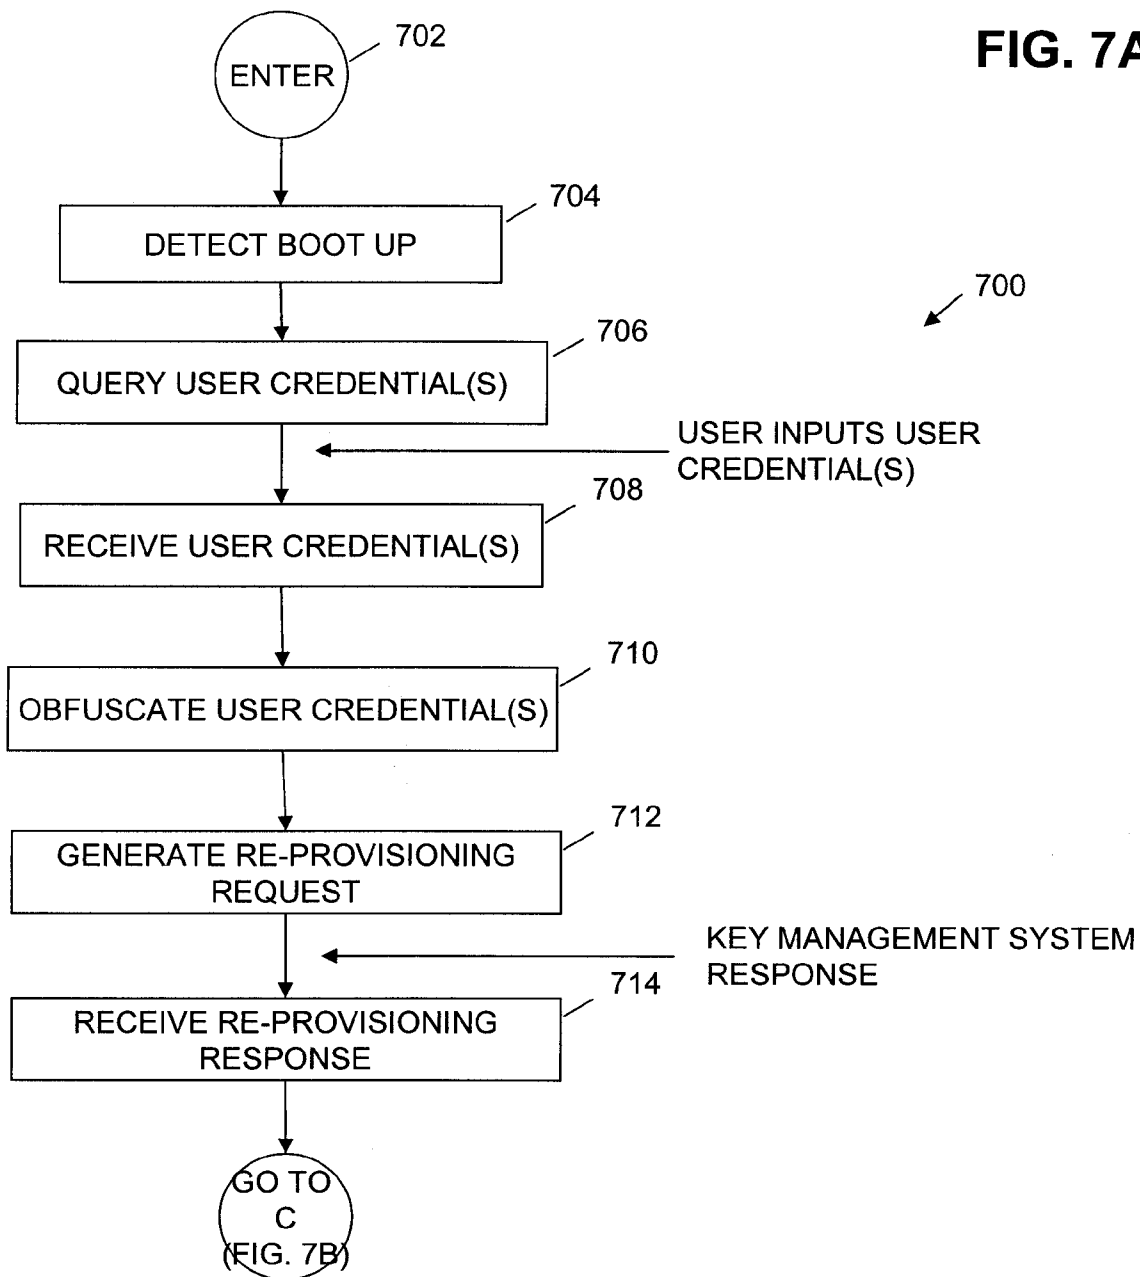 702
FIG. 7A
ENTER
704
DETECT BOOT UP
700
706
QUERY USER CREDENTIAL(S)
USER INPUTS USER
CREDENTIAL(S)
708
RECEIVE USER CREDENTIAL(S)
710
OBFUSCATE USER CREDENTIAL(S)
712
GENERATE RE-PROVISIONING
REQUEST
KEY MANAGEMENT SYSTEM
RESPONSE
714
RECEIVE RE-PROVISIONING
RESPONSE
GO TO
C
(FIG. 7B)